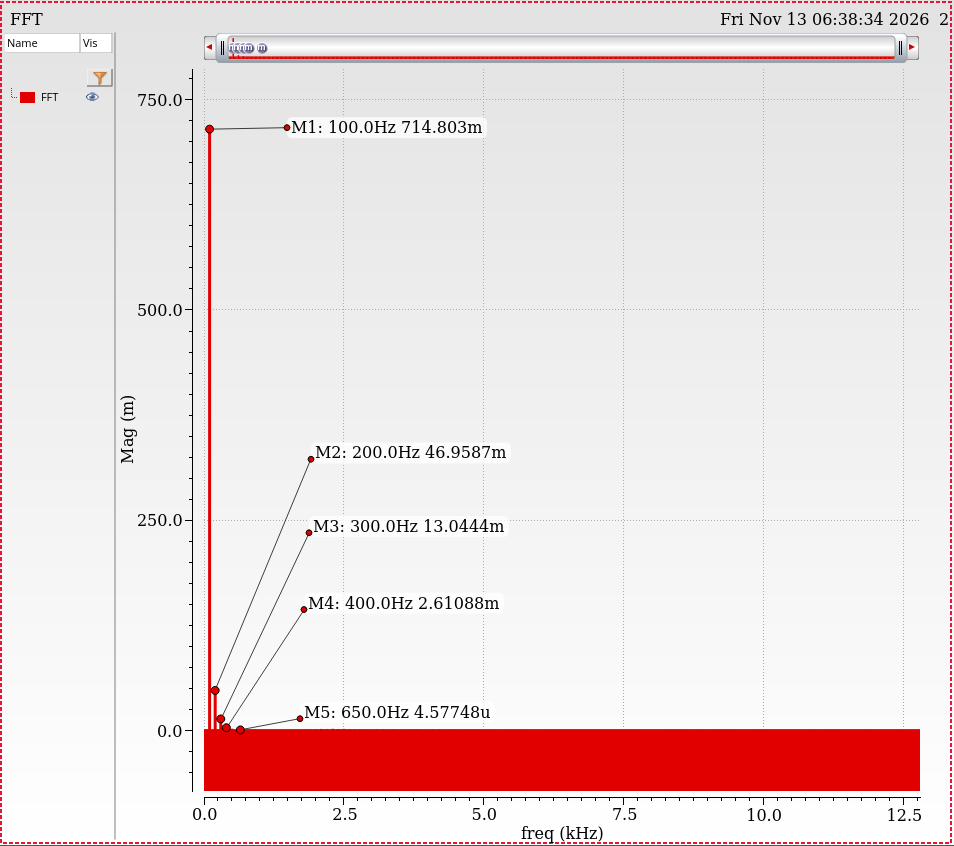 FFT
Fri Nov 13 06:38:34 2026 2
Name Vis
FFT
750.0
M1: 100.0Hz 714.803m
500.0
Mag (m)
M2: 200.0Hz 46.9587m
250.0
M3: 300.0Hz 13.0444m
M4: 400.0Hz 2.61088m
M5: 650.0Hz 4.57748u
0.0
0.0 2.5 5.0 7.5 10.0 12.5
freq (kHz)